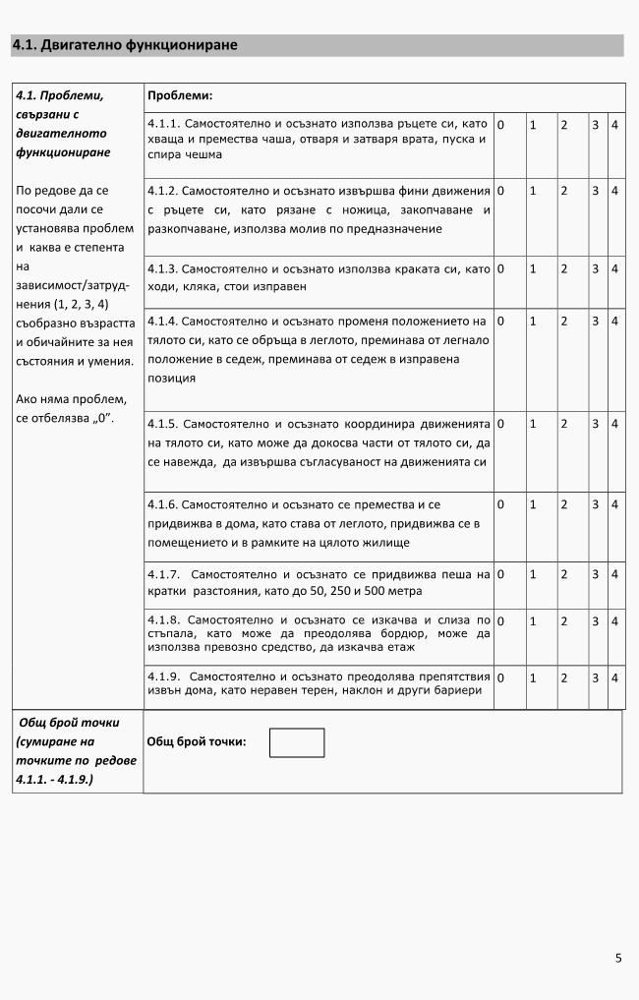 4.1. Двигателно функциониране
4.1. Проблеми,
свързани с
двигателното
функциониране
По редове да се
посочи дали се
установява проблем
и каква е степента
на
зависимост/затруд-
нения (1, 2, 3, 4)
съобразно възрастта
и обичайните за нея
състояния и умения.
Ако няма проблем,
се отбелязва „0”.
Проблеми:
4.1.1. Самостоятелно и осъзнато използва ръцете си, като 0 1 2 3 4
хваща и премества чаша, отваря и затваря врата, пуска и
спира чешма
4.1.2. Самостоятелно и осъзнато извършва фини движения 0 1 2 3 4
с ръцете си, като рязане с ножица, закопчаване и
разкопчаване, използва молив по предназначение
4.1.3. Самостоятелно и осъзнато използва краката си, като 0 1 2 3 4
ходи, кляка, стои изправен
4.1.4. Самостоятелно и осъзнато променя положението на 0 1 2 3 4
тялото си, като се обръща в леглото, преминава от легнало
положение в седеж, преминава от седеж в изправена
позиция
4.1.5. Самостоятелно и осъзнато координира движенията 0 1 2 3 4
на тялото си, като може да докосва части от тялото си, да
се навежда, да извършва съгласуваност на движенията си
4.1.6. Самостоятелно и осъзнато се премества и се 0 1 2 3 4
придвижва в дома, като става от леглото, придвижва се в
помещението и в рамките на цялото жилище
4.1.7. Самостоятелно и осъзнато се придвижва пеша на 0 1 2 3 4
кратки разстояния, като до 50, 250 и 500 метра
4.1.8. Самостоятелно и осъзнато се изкачва и слиза по 0 1 2 3 4
стъпала, като може да преодолява бордюр, може да
използва превозно средство, да изкачва етаж
4.1.9. Самостоятелно и осъзнато преодолява препятствия 0 1 2 3 4
извън дома, като неравен терен, наклон и други бариери
Общ брой точки
(сумиране на
точките по редове
4.1.1. - 4.1.9.)
Общ брой точки:
5